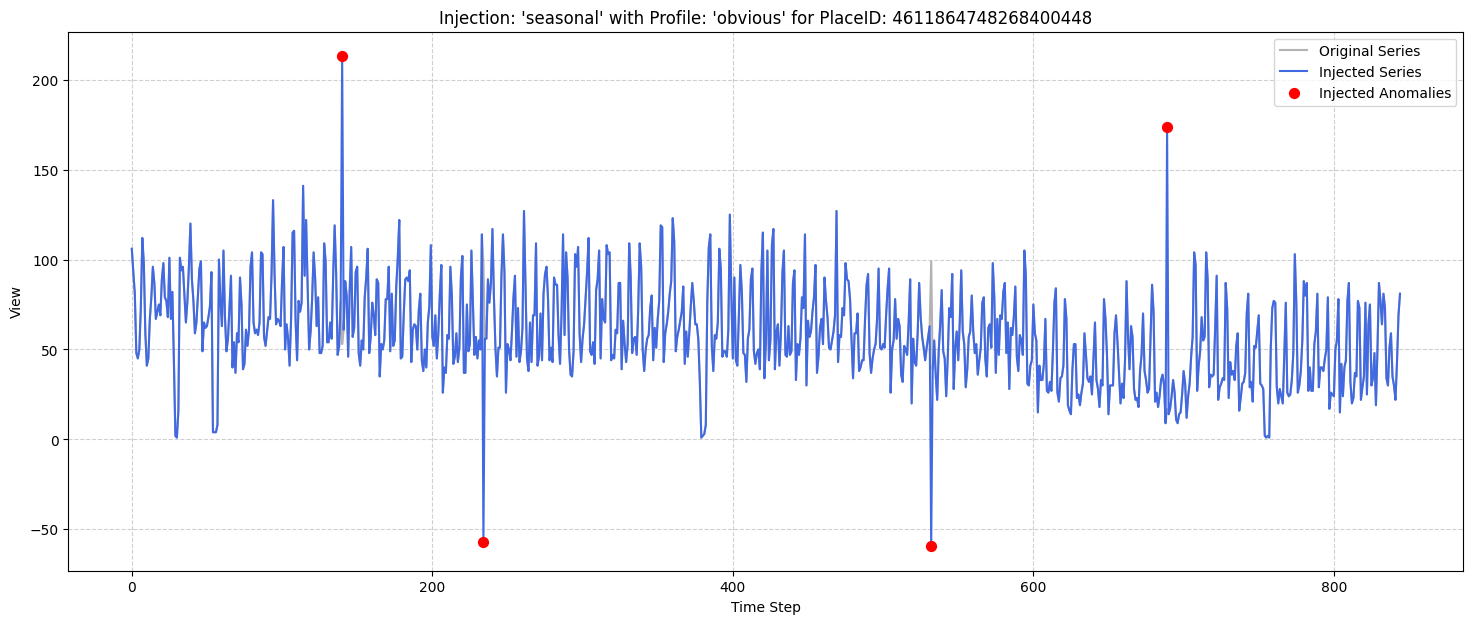 Injection: 'seasonal' with Profile: 'obvious' for PlaceID: 4611864748268400448
Original Series
Injected Series
Injected Anomalies
View
200
150
100
50
0
−50
0
200
400
600
800
Time Step